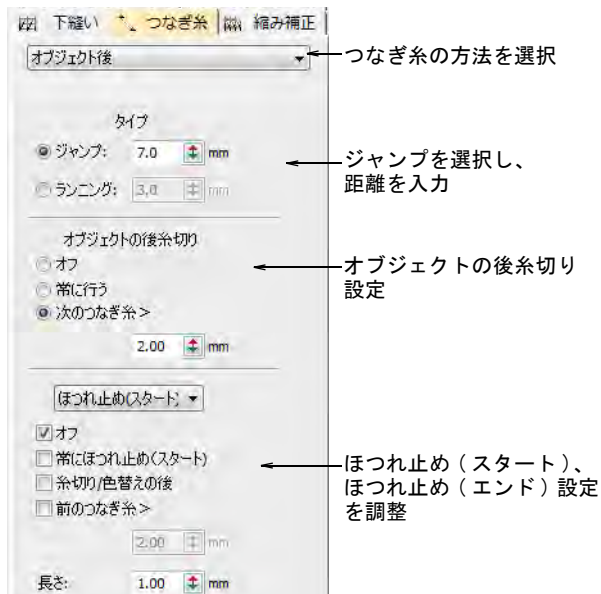 下縫い つなぎ糸 縮み補正
オブジェクト後
つなぎ糸の方法を選択
タイプ
ジャンプ: 7.0 mm
ランニング: 3.0 mm
ジャンプを選択し、
距離を入力
オブジェクトの後糸切り
オフ
常に行う
次のつなぎ糸 >
2.00 mm
オブジェクトの後糸切り
設定
ほつれ止め(スタート)
オフ
常にほつれ止め(スタート)
糸切り/色替えの後
前のつなぎ糸 >
2.00 mm
長さ: 1.00 mm
ほつれ止め ( スタート )、
ほつれ止め ( エンド ) 設定
を調整